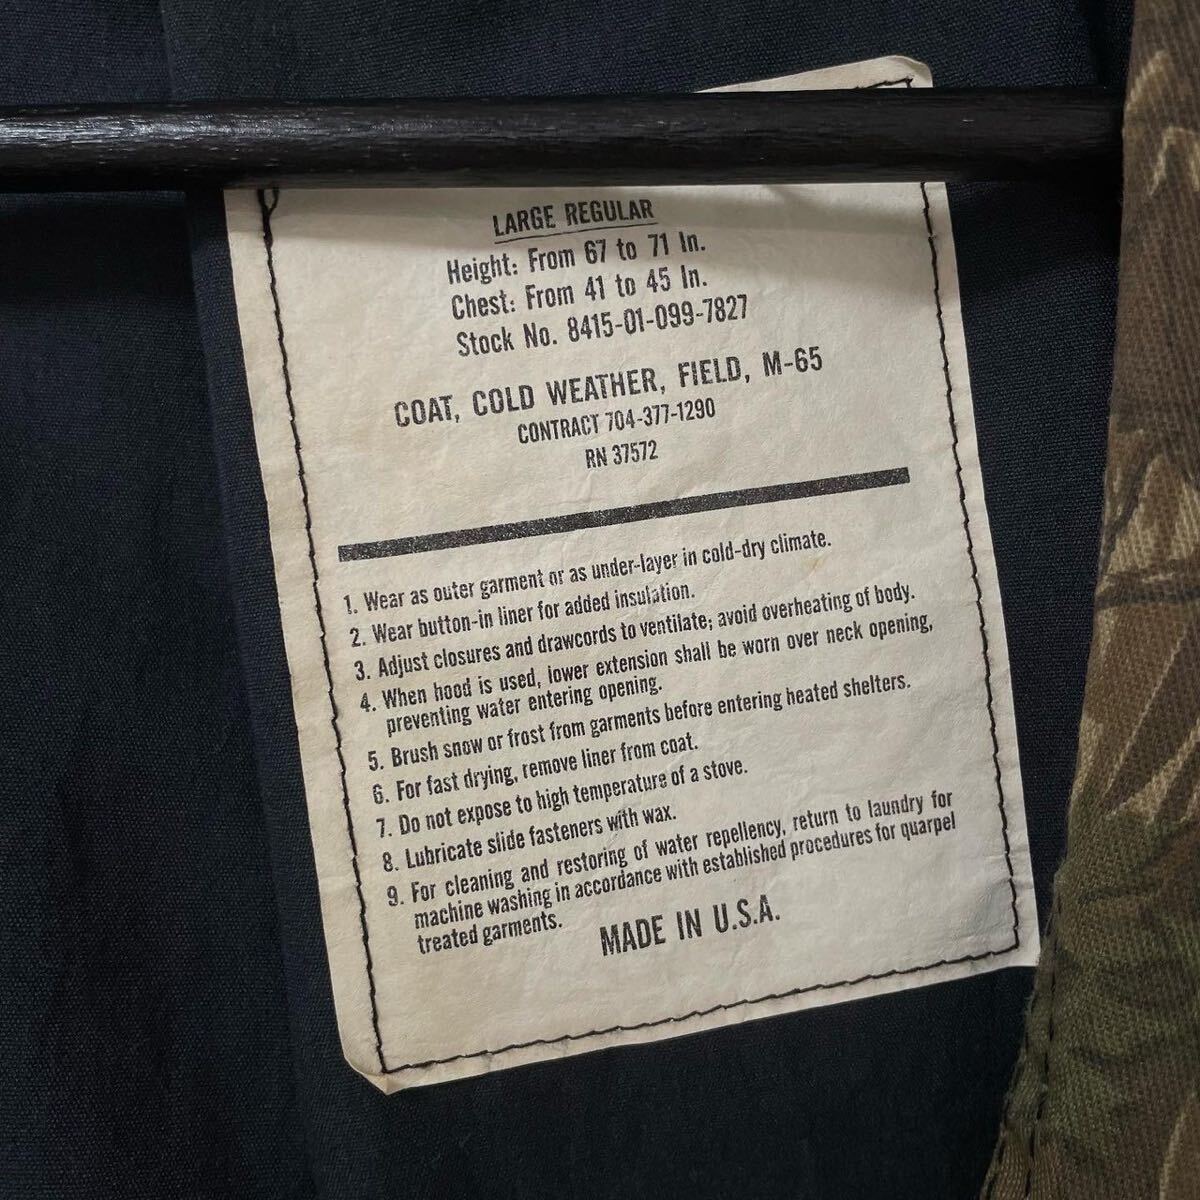 LARGE REGULAR
Height: From 67 to 71 In.
Chest: From 41 to 45 In.
Stock No. 8415-01-099-7827
COAT, COLD WEATHER, FIELD, M-65
CONTRACT 704-377-1290
RN 37572
1. Wear as outer garment or as under-layer in cold-dry climate.
2. Wear button-in liner for added insulation.
3. Adjust closures and drawcords to ventilate; avoid overheating of body.
4. When hood is used, lower extension shall be worn over neck opening,
preventing water entering opening.
5. Brush snow or frost from garments before entering heated shelters.
6. For fast drying, remove liner from coat.
7. Do not expose to high temperature of a stove.
8. Lubricate slide fasteners with wax.
9. For cleaning and restoring of water repellency, return to laundry for
machine washing in accordance with established procedures for quarpel
treated garments.
MADE IN U.S.A.